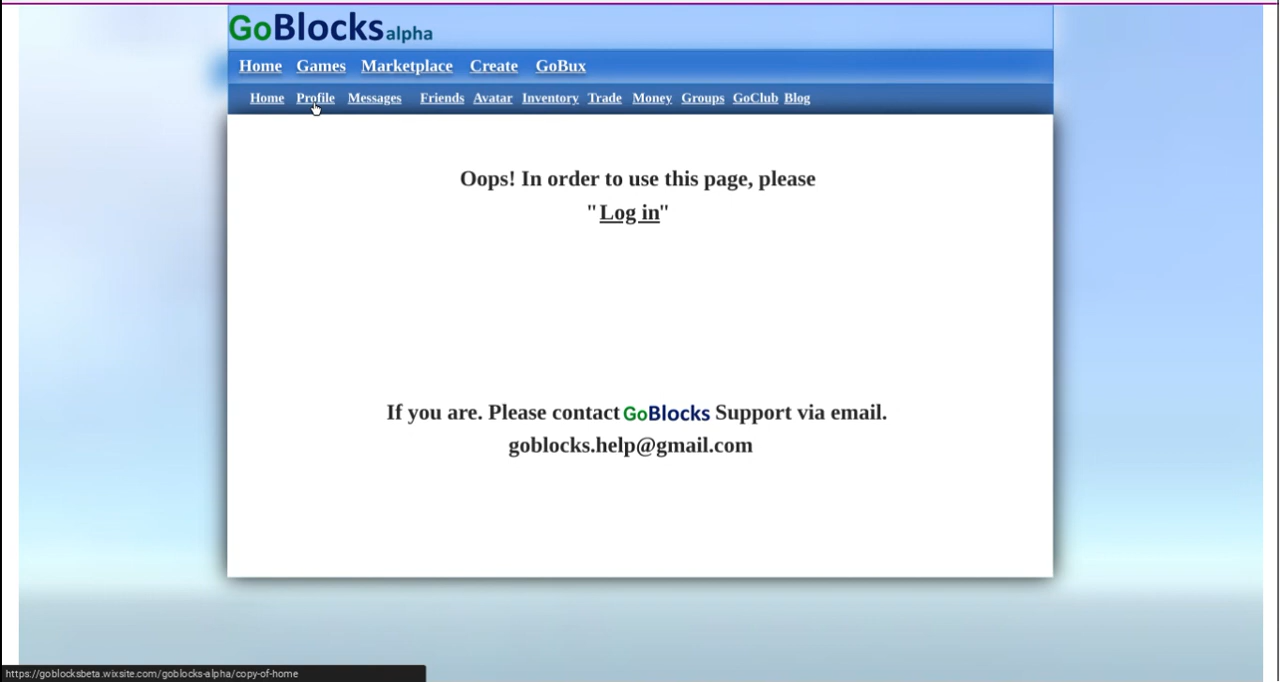 GoBlocks alpha
Home Games Marketplace Create GoBux
Home Profile Messages Friends Avatar Inventory Trade Money Groups GoClub Blog
Oops! In order to use this page, please
"Log in"
If you are. Please contact GoBlocks Support via email.
goblocks.help@gmail.com
https://goblocksbeta.wixsite.com/goblocks-alpha/copy-of-home